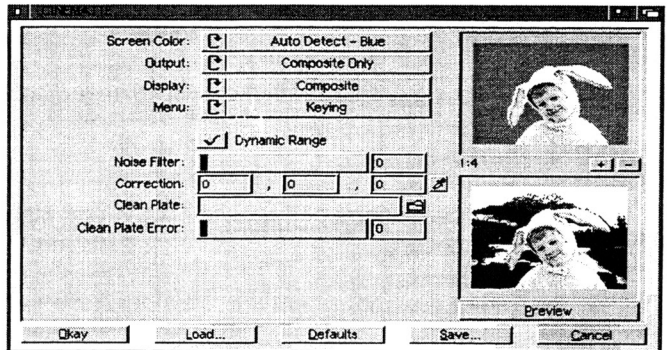 Screen Color: Auto Detect - Blue
Output: Composite Only
Display: Composite
Menu: Keying
Dynamic Range
Noise Filter: 0
Correction: 0 , 0 , 0
Clean Plate:
Clean Plate Error: 0
1:4 + -
Preview
Okay Load... Defaults Save... Cancel